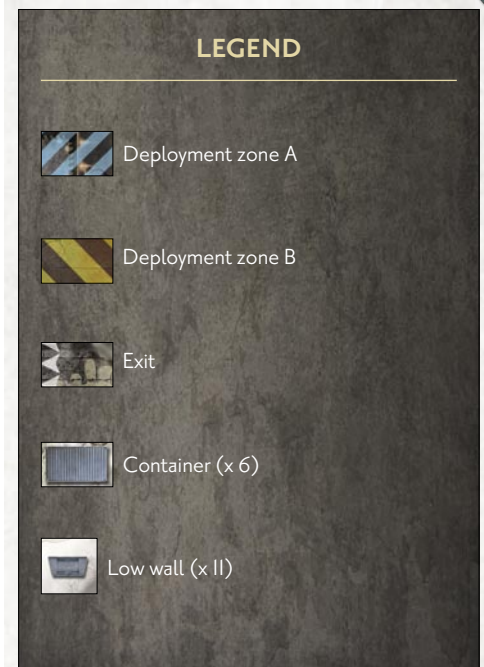 LEGEND
Deployment zone A
Deployment zone B
Exit
Container (x 6)
Low wall (x II)